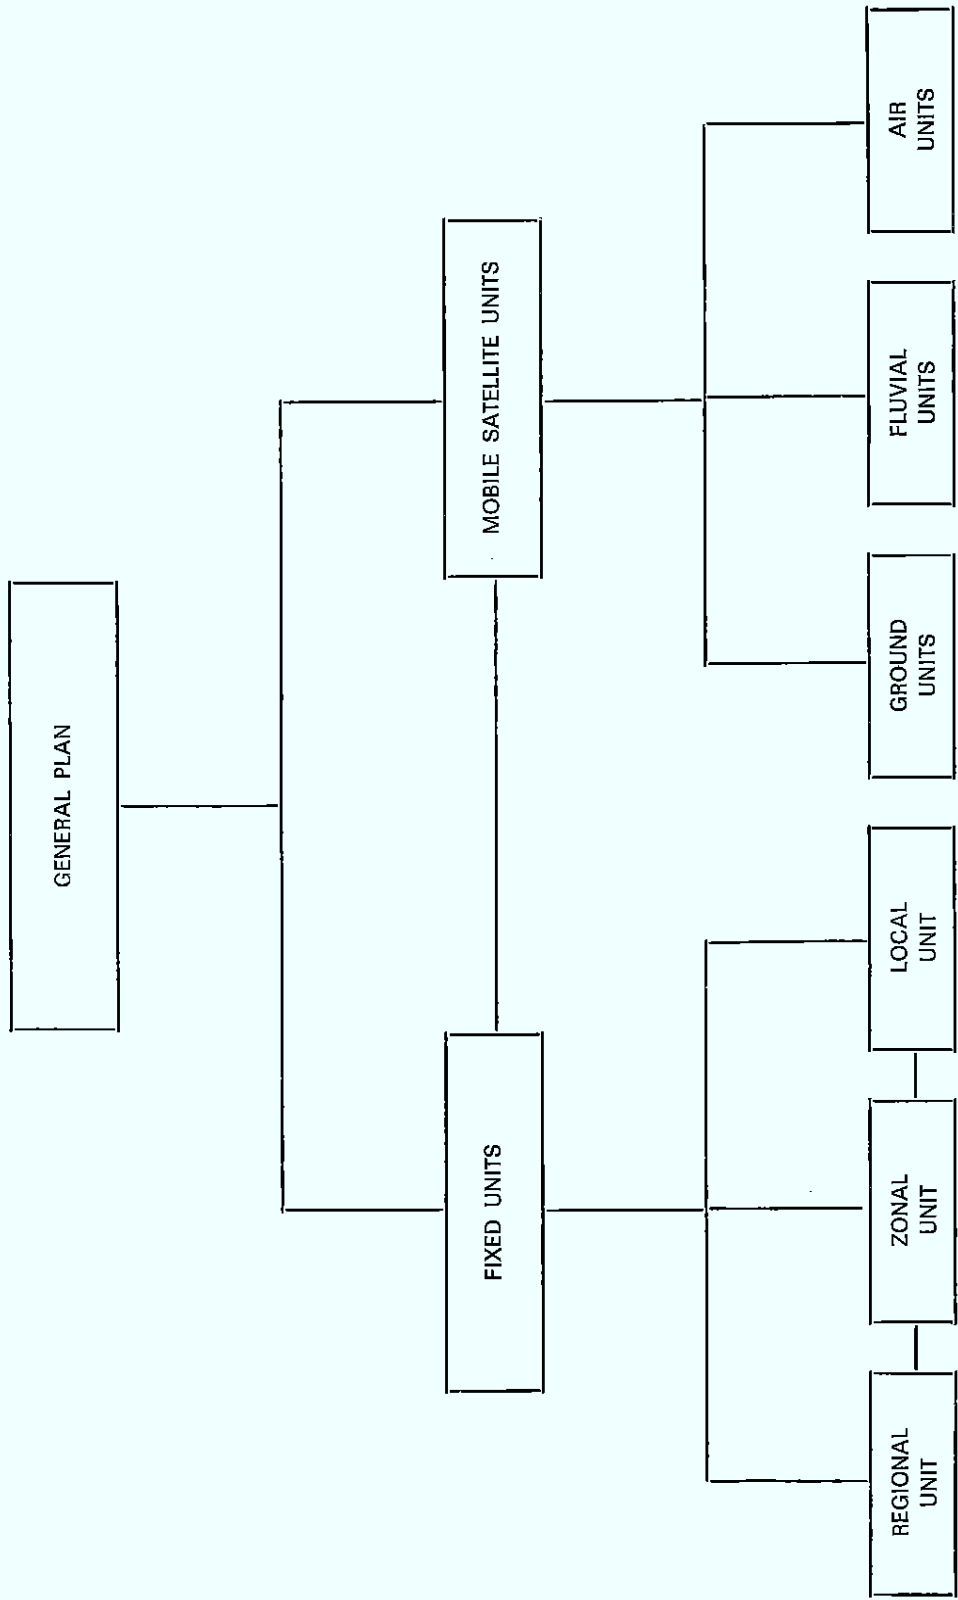 GENERAL PLAN
FIXED UNITS
MOBILE SATELLITE UNITS
REGIONAL
UNIT
ZONAL
UNIT
LOCAL
UNIT
GROUND
UNITS
FLUVIAL
UNITS
AIR
UNITS